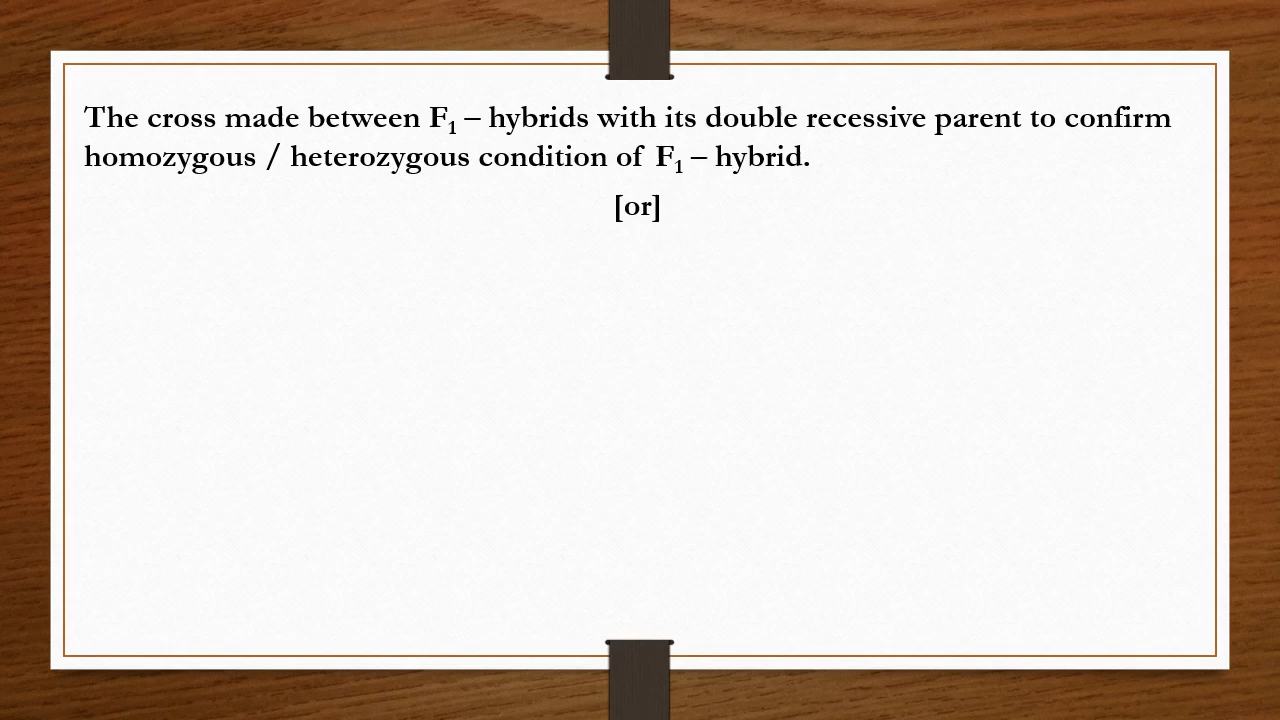 The cross made between F₁ – hybrids with its double recessive parent to confirm
homozygous / heterozygous condition of F₁ – hybrid.
[or]